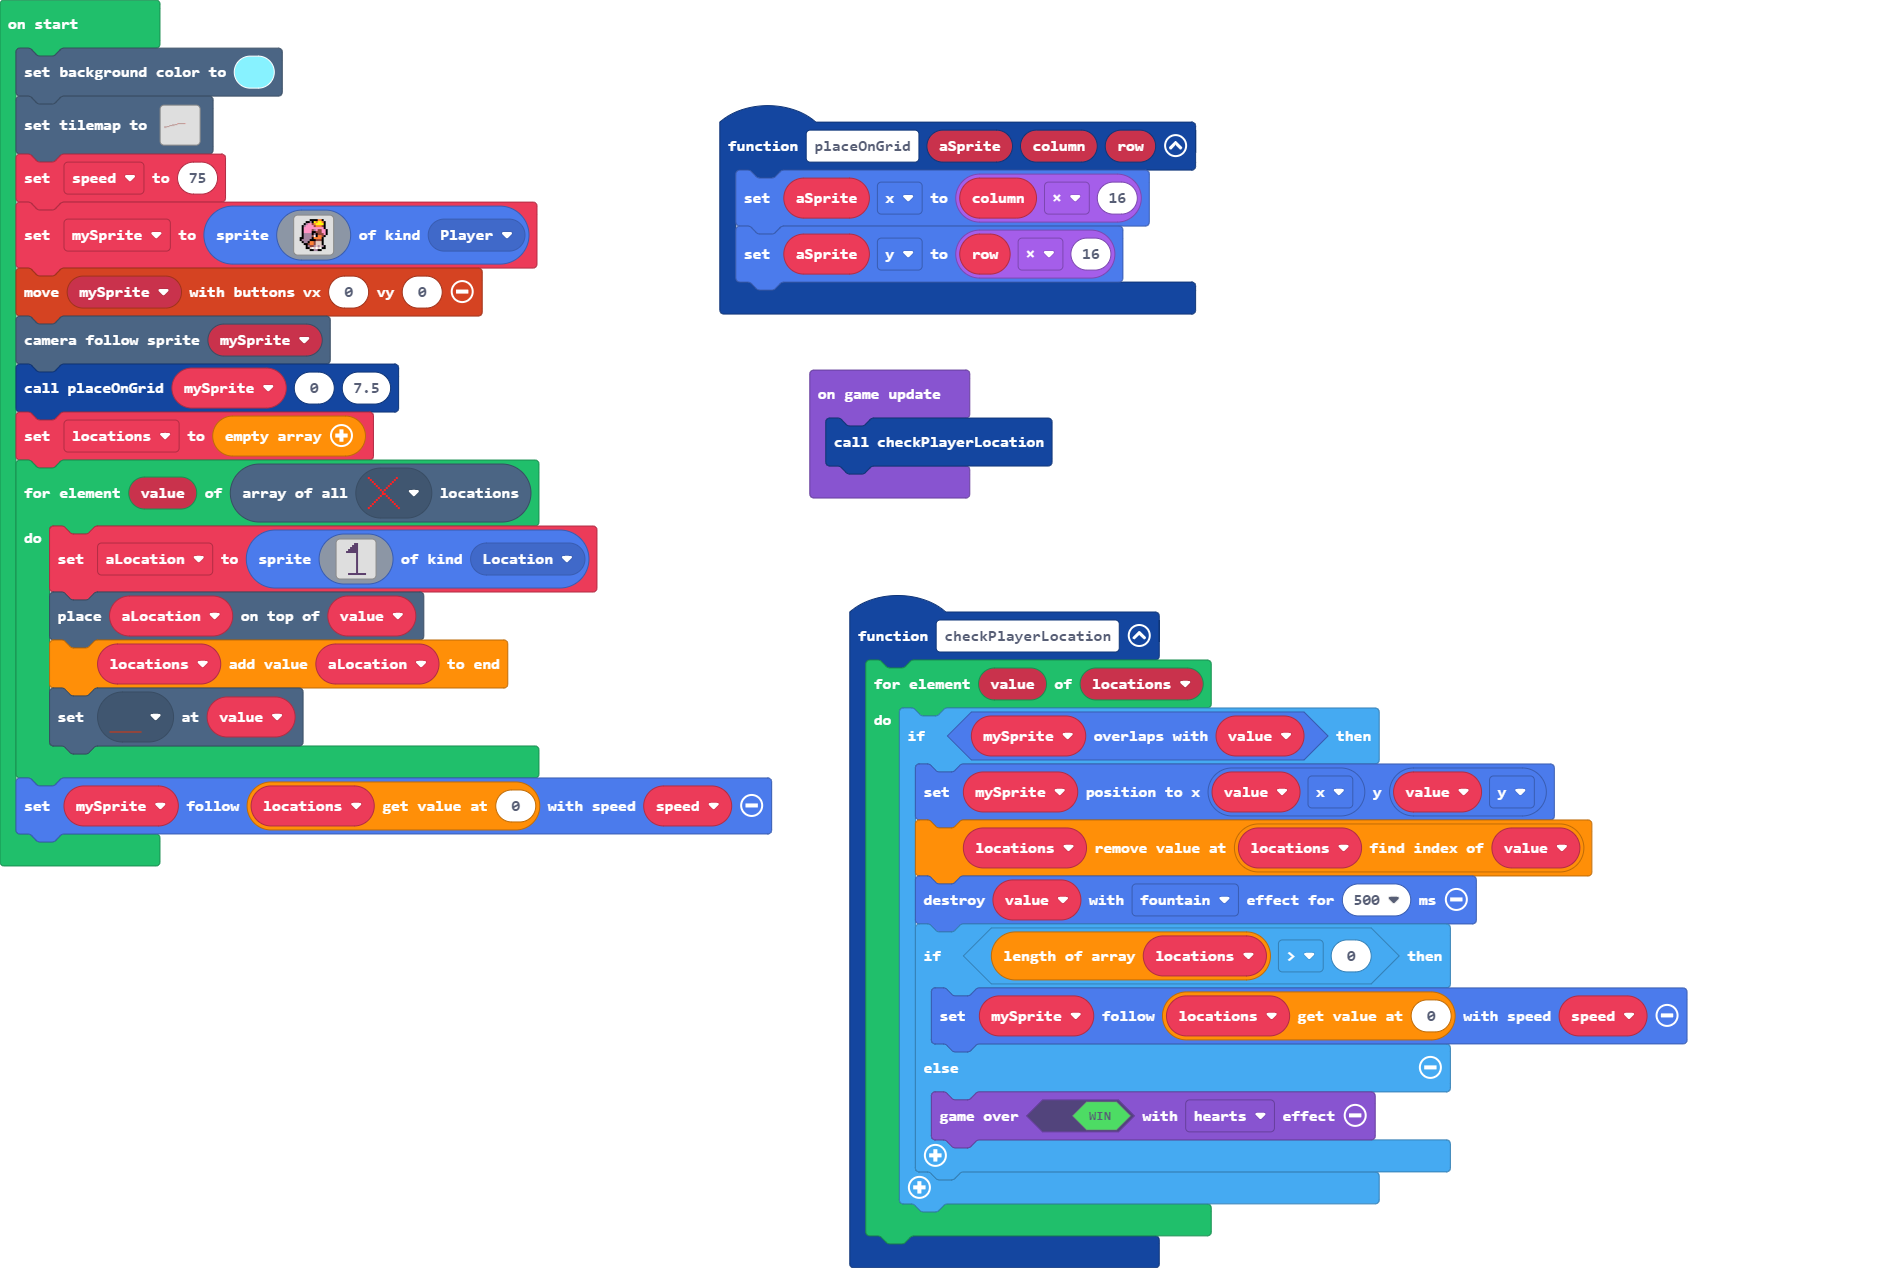 on start
set background color to
set tilemap to
set speed to 75
set mySprite to sprite of kind Player
move mySprite with buttons vx 0 vy 0
camera follow sprite mySprite
call placeOnGrid mySprite 0 7.5
set locations to empty array
for element value of array of all locations
do
set aLocation to sprite 1 of kind Location
place aLocation on top of value
locations add value aLocation to end
set at value
set mySprite follow locations get value at 0 with speed speed
function placeOnGrid aSprite column row
set aSprite x to column × 16
set aSprite y to row × 16
on game update
call checkPlayerLocation
function checkPlayerLocation
for element value of locations
do
if mySprite overlaps with value then
set mySprite position to x value x y value y
locations remove value at locations find index of value
destroy value with fountain effect for 500 ms
if length of array locations > 0 then
set mySprite follow locations get value at 0 with speed speed
else
game over WIN with hearts effect